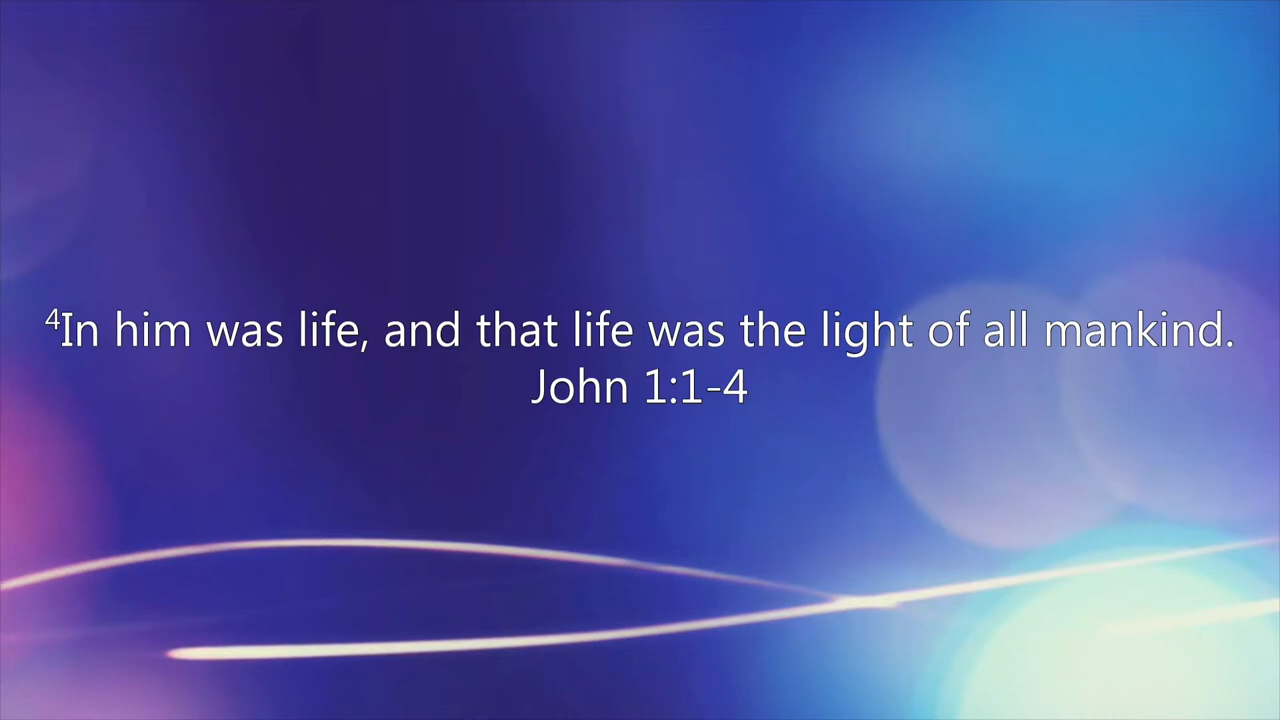 ⁴In him was life, and that life was the light of all mankind.
John 1:1-4